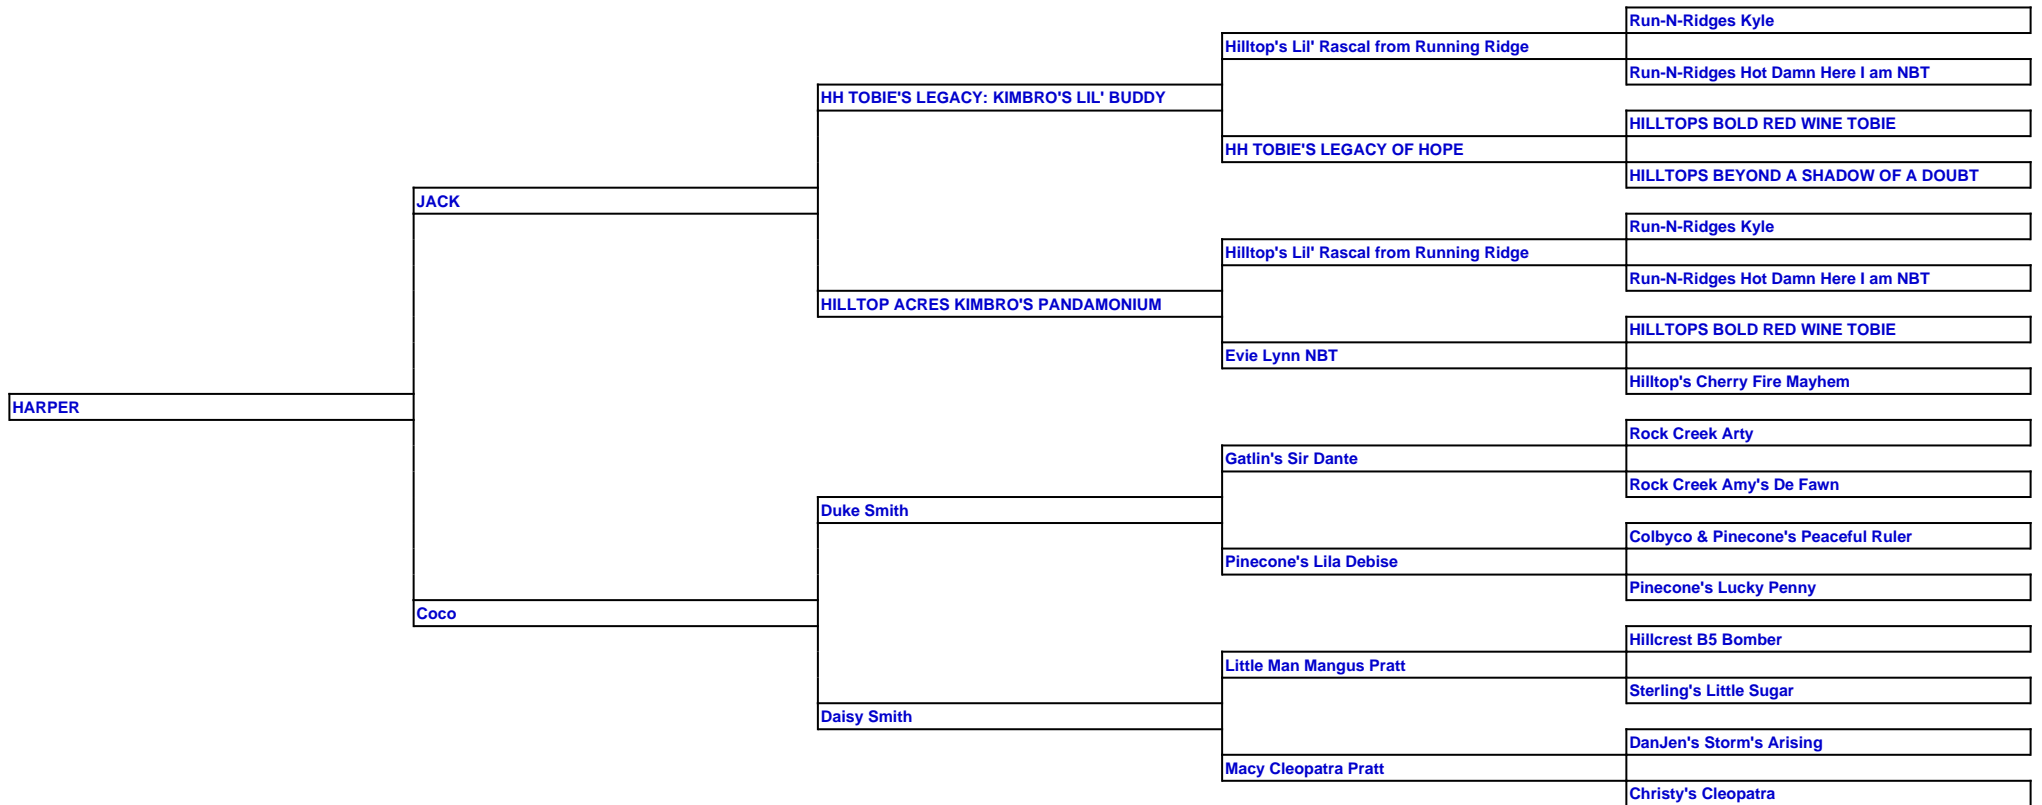 Run-N-Ridges Kyle
Hilltop's Lil' Rascal from Running Ridge
Run-N-Ridges Hot Damn Here I am NBT
HH TOBIE'S LEGACY: KIMBRO'S LIL' BUDDY
HILLTOPS BOLD RED WINE TOBIE
HH TOBIE'S LEGACY OF HOPE
HILLTOPS BEYOND A SHADOW OF A DOUBT
JACK
Run-N-Ridges Kyle
Hilltop's Lil' Rascal from Running Ridge
Run-N-Ridges Hot Damn Here I am NBT
HILLTOP ACRES KIMBRO'S PANDAMONIUM
HILLTOPS BOLD RED WINE TOBIE
Evie Lynn NBT
Hilltop's Cherry Fire Mayhem
HARPER
Rock Creek Arty
Gatlin's Sir Dante
Rock Creek Amy's De Fawn
Duke Smith
Colbyco & Pinecone's Peaceful Ruler
Pinecone's Lila Debise
Pinecone's Lucky Penny
Coco
Hillcrest B5 Bomber
Little Man Mangus Pratt
Sterling's Little Sugar
Daisy Smith
DanJen's Storm's Arising
Macy Cleopatra Pratt
Christy's Cleopatra